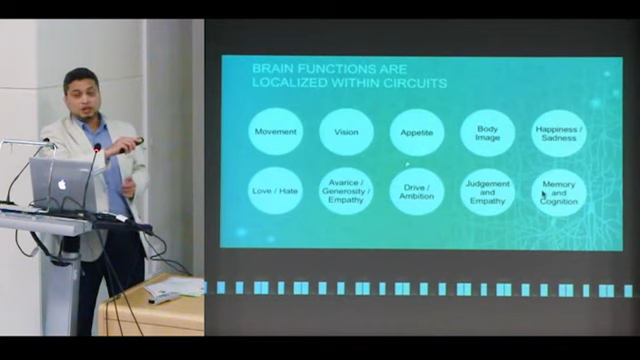 BRAIN FUNCTIONS ARE
LOCALIZED WITHIN CIRCUITS
Movement
Vision
Appetite
Body
Image
Happiness /
Sadness
Love / Hate
Avarice /
Generosity /
Empathy
Drive /
Ambition
Judgement
and
Empathy
Memory
and
Cognition